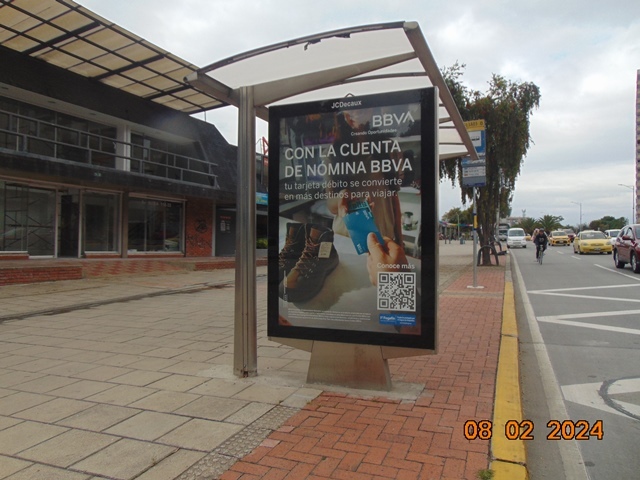 JCDecaux
BBVA
Creando Oportunidades
CON LA CUENTA
DE NÓMINA BBVA
tu tarjeta débito se convierte
en más destinos para viajar.
Conoce más
08 02 2024